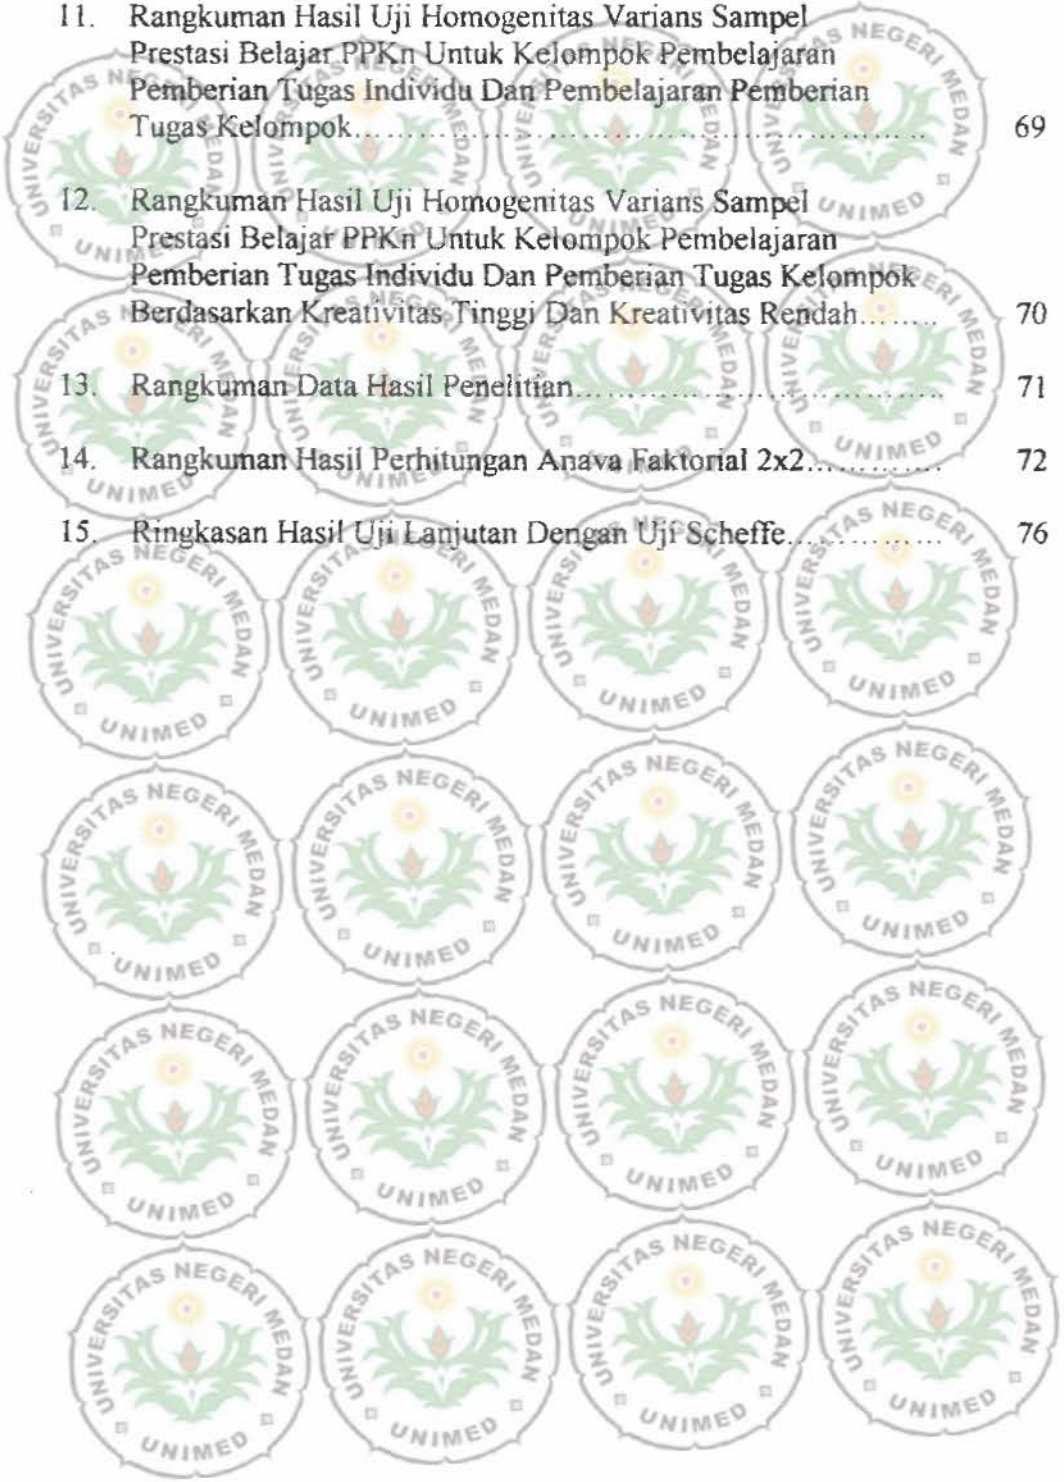 11. Rangkuman Hasil Uji Homogenitas Varians Sampel
Prestasi Belajar PPKn Untuk Kelompok Pembelajaran
Pemberian Tugas Individu Dan Pembelajaran Pemberian
Tugas Kelompok.................................................... 69
12. Rangkuman Hasil Uji Homogenitas Varians Sampel
Prestasi Belajar PPKn Untuk Kelompok Pembelajaran
Pemberian Tugas Individu Dan Pemberian Tugas Kelompok
Berdasarkan Kreativitas Tinggi Dan Kreativitas Rendah........ 70
13. Rangkuman Data Hasil Penelitian.................................. 71
14. Rangkuman Hasil Perhitungan Anava Faktorial 2x2............. 72
15. Ringkasan Hasil Uji Lanjutan Dengan Uji Scheffe............... 76
UNIVERSITAS NEGERI MEDAN
UNIMED